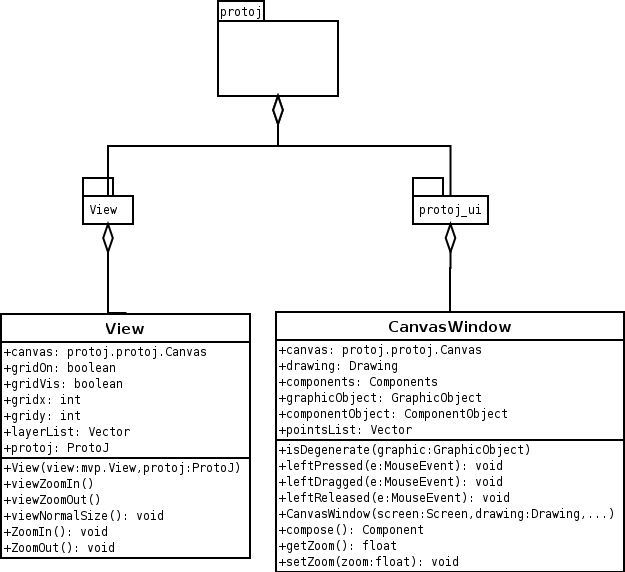 protoj
View
protoj_ui
View
+canvas: protoj.protoj.Canvas
+gridOn: boolean
+gridVis: boolean
+gridx: int
+gridy: int
+layerList: Vector
+protoj: ProtoJ
+View(view:mvp.View,protoj:ProtoJ)
+viewZoomIn()
+viewZoomOut()
+viewNormalSize(): void
+ZoomIn(): void
+ZoomOut(): void
CanvasWindow
+canvas: protoj.protoj.Canvas
+drawing: Drawing
+components: Components
+graphicObject: GraphicObject
+componentObject: ComponentObject
+pointsList: Vector
+isDegenerate(graphic:GraphicObject)
+leftPressed(e:MouseEvent): void
+leftDragged(e:MouseEvent): void
+leftReleased(e:MouseEvent): void
+CanvasWindow(screen:Screen,drawing:Drawing,...)
+compose(): Component
+getZoom(): float
+setZoom(zoom:float): void